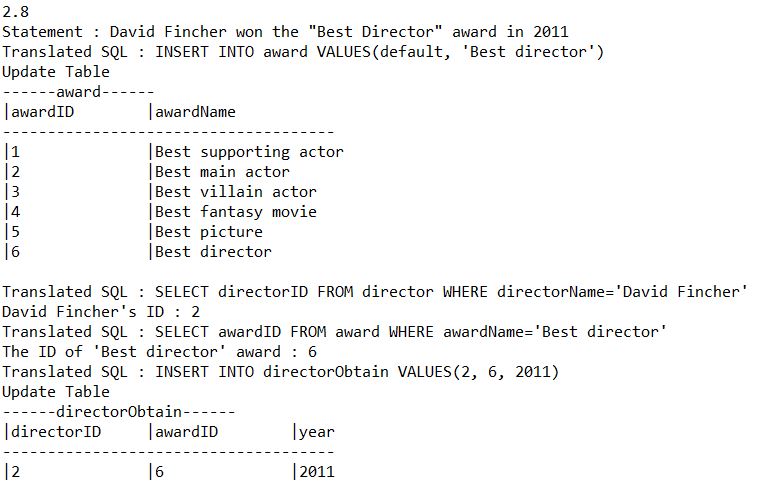 2.8
Statement : David Fincher won the "Best Director" award in 2011
Translated SQL : INSERT INTO award VALUES(default, 'Best director')
Update Table
------award------
|awardID        |awardName
-------------------------------------
|1              |Best supporting actor
|2              |Best main actor
|3              |Best villain actor
|4              |Best fantasy movie
|5              |Best picture
|6              |Best director

Translated SQL : SELECT directorID FROM director WHERE directorName='David Fincher'
David Fincher's ID : 2
Translated SQL : SELECT awardID FROM award WHERE awardName='Best director'
The ID of 'Best director' award : 6
Translated SQL : INSERT INTO directorObtain VALUES(2, 6, 2011)
Update Table
------directorObtain------
|directorID     |awardID        |year
-------------------------------------
|2              |6              |2011